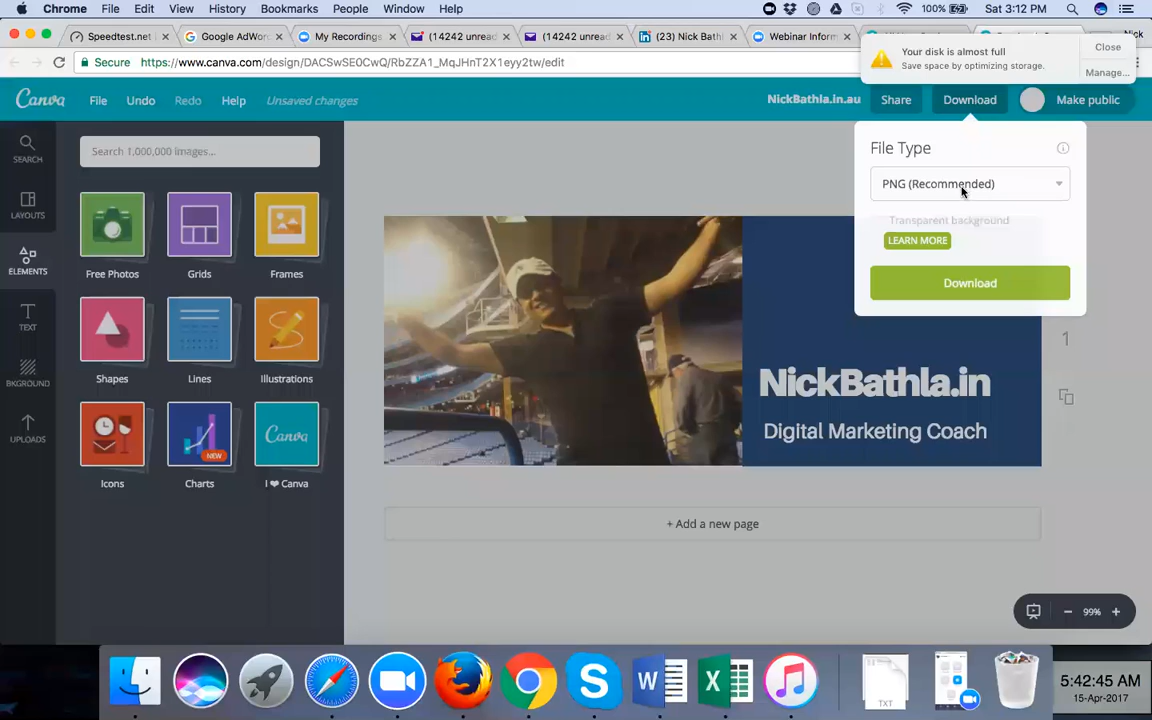 Chrome File Edit View History Bookmarks People Window Help 100% Sat 3:12 PM
Speedtest.net Google AdWor My Recordings (14242 unread (14242 unread (23) Nick Bath Webinar Inform Nick
Secure https://www.canva.com/design/DACSwSE0CwQ/RbZZA1_MqJHnT2X1eyy2tw/edit
Your disk is almost full
Save space by optimizing storage.
Close
Manage...
Canva File Undo Redo Help Unsaved changes NickBathla.in.au Share Download Make public
SEARCH
LAYOUTS
ELEMENTS
TEXT
BKGROUND
UPLOADS
Search 1,000,000 images...
Free Photos Grids Frames
Shapes Lines Illustrations
NEW
Canva
Icons Charts I ❤ Canva
File Type
PNG (Recommended)
Transparent background
LEARN MORE
Download
NickBathla.in
Digital Marketing Coach
1
+ Add a new page
99%
S W X TXT
5:42:45 AM
15-Apr-2017